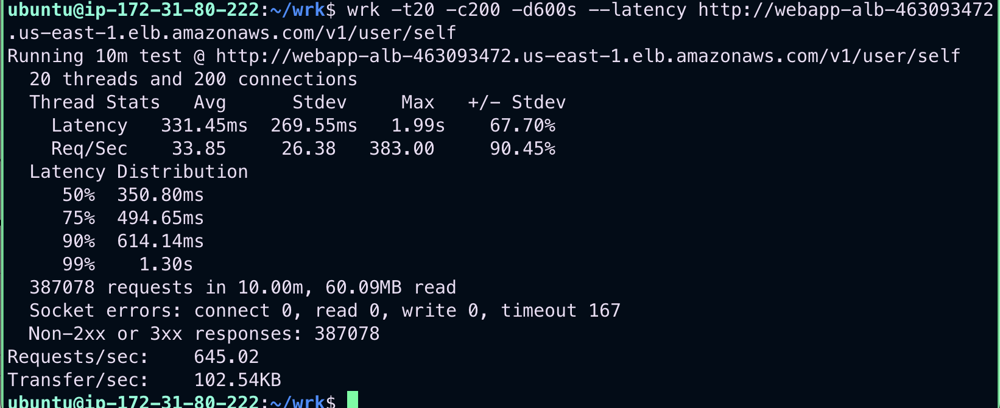 ubuntu@ip-172-31-80-222:~/wrk$ wrk -t20 -c200 -d600s --latency http://webapp-alb-463093472
.us-east-1.elb.amazonaws.com/v1/user/self
Running 10m test @ http://webapp-alb-463093472.us-east-1.elb.amazonaws.com/v1/user/self
  20 threads and 200 connections
  Thread Stats   Avg      Stdev     Max   +/- Stdev
    Latency   331.45ms  269.55ms   1.99s    67.70%
    Req/Sec    33.85     26.38   383.00     90.45%
  Latency Distribution
     50%  350.80ms
     75%  494.65ms
     90%  614.14ms
     99%    1.30s
  387078 requests in 10.00m, 60.09MB read
  Socket errors: connect 0, read 0, write 0, timeout 167
  Non-2xx or 3xx responses: 387078
Requests/sec:    645.02
Transfer/sec:    102.54KB
ubuntu@ip-172-31-80-222:~/wrk$